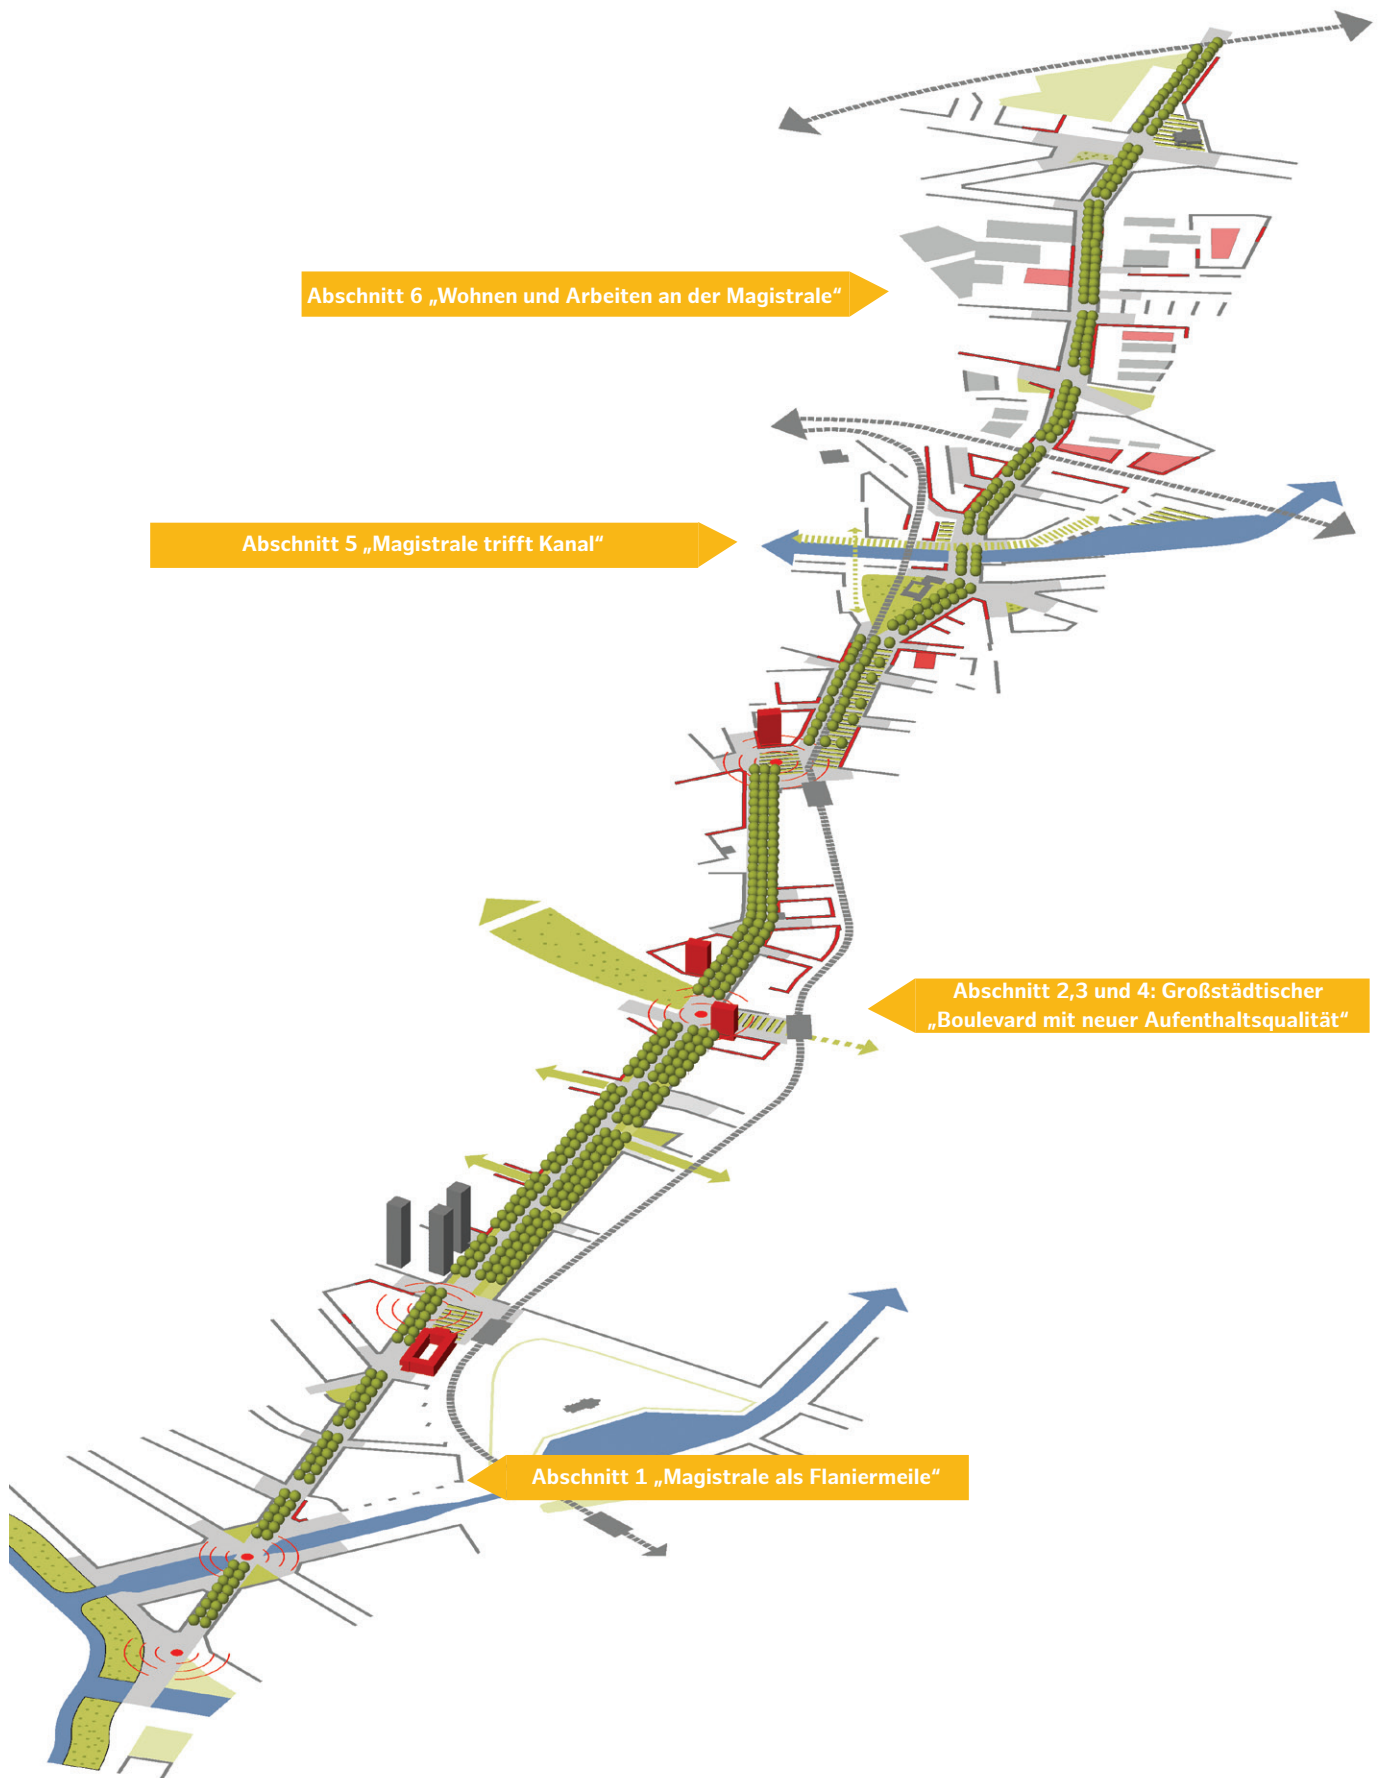 Abschnitt 6 „Wohnen und Arbeiten an der Magistrale“
Abschnitt 5 „Magistrale trifft Kanal“
Abschnitt 2,3 und 4: Großstädtischer
„Boulevard mit neuer Aufenthaltsqualität“
Abschnitt 1 „Magistrale als Flaniermeile“